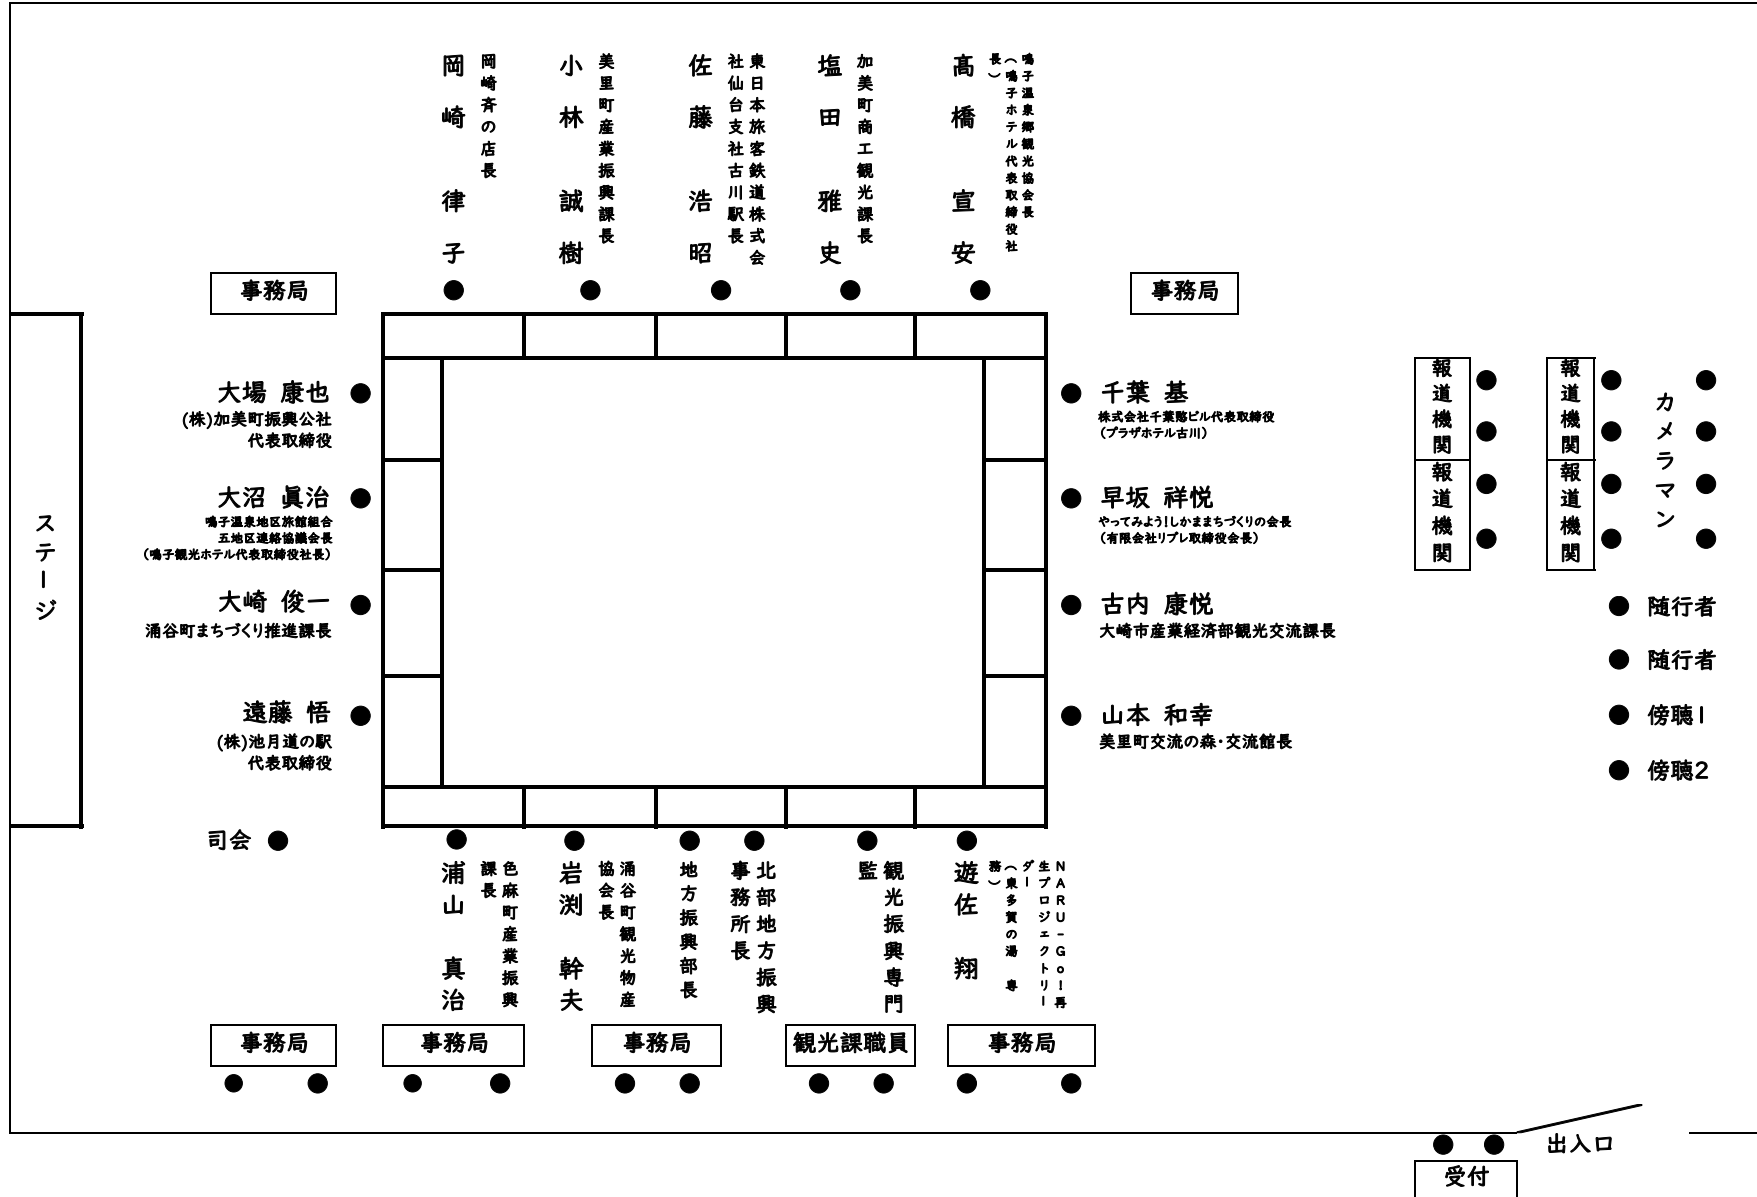 岡崎 律子
岡崎斉の店長
小林 誠樹
美里町産業振興課長
佐藤 浩昭
東日本旅客鉄道株式会
社仙台支社古川駅長
塩田 雅史
加美町商工観光課長
髙橋 宣安
鳴子温泉郷観光協会長
(鳴子ホテル代表取締役社
長)
事務局
事務局
ステージ
大場 康也
(株)加美町振興公社
代表取締役
大沼 眞治
鳴子温泉地区旅館組合
五地区連絡協議会長
(鳴子観光ホテル代表取締役社長)
大崎 俊一
涌谷町まちづくり推進課長
遠藤 悟
(株)池月道の駅
代表取締役
司会
千葉 基
株式会社千葉愍ビル代表取締役
(プラザホテル古川)
早坂 祥悦
やってみよう!しかままちづくりの会長
(有限会社リブレ取締役会長)
古内 康悦
大崎市産業経済部観光交流課長
山本 和幸
美里町交流の森・交流館長
報道機関
報道機関
報道機関
報道機関
カメラマン
随行者
随行者
傍聴1
傍聴2
浦山 真治
色麻町産業振興
課長
岩渕 幹夫
涌谷町観光物産
協会長
地方振興部長
北部地方振興
事務所長
観光振興専門
監
遊佐 翔
NARU-Go!再
生プロジェクトリー
ダー
(東多賀の湯 専
務)
事務局
事務局
事務局
観光課職員
事務局
出入口
受付